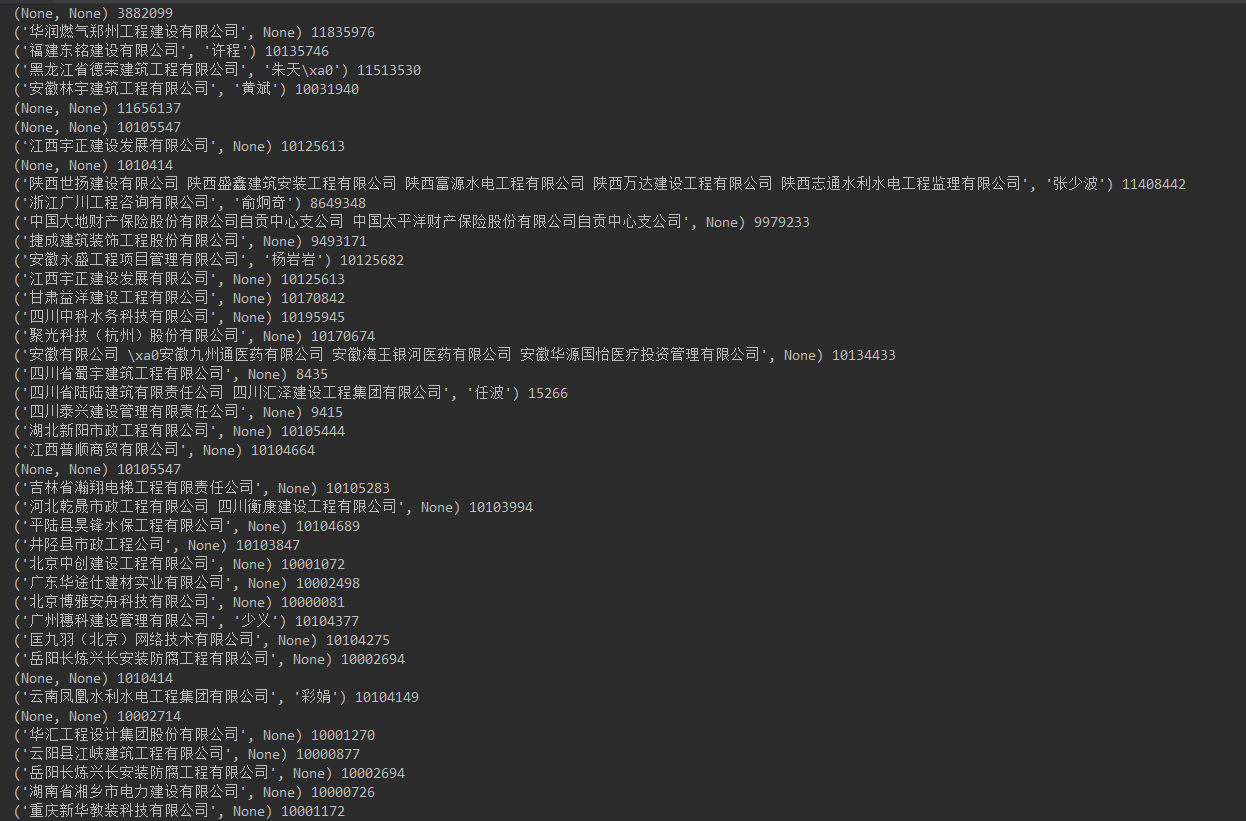 (None, None) 3882099
('华润燃气郑州工程建设有限公司', None) 11835976
('福建东铭建设有限公司', '许程') 10135746
('黑龙江省德荣建筑工程有限公司', '朱天\xa0') 11513530
('安徽林宇建筑工程有限公司', '黄斌') 10031940
(None, None) 11656137
(None, None) 10105547
('江西宇正建设发展有限公司', None) 10125613
(None, None) 1010414
('陕西世扬建设有限公司 陕西盛鑫建筑安装工程有限公司 陕西富源水电工程有限公司 陕西万达建设工程有限公司 陕西志通水利水电工程监理有限公司', '张少波') 11408442
('浙江广川工程咨询有限公司', '俞炯奇') 8649348
('中国大地财产保险股份有限公司自贡中心支公司 中国太平洋财产保险股份有限公司自贡中心支公司', None) 9979233
('捷成建筑装饰工程股份有限公司', None) 9493171
('安徽永盛工程项目管理有限公司', '杨岩岩') 10125682
('江西宇正建设发展有限公司', None) 10125613
('甘肃益洋建设工程有限公司', None) 10170842
('四川中科水务科技有限公司', None) 10195945
('聚光科技（杭州）股份有限公司', None) 10170674
('安徽有限公司 \xa0安徽九州通医药有限公司 安徽海王银河医药有限公司 安徽华源国怡医疗投资管理有限公司', None) 10134433
('四川省蜀宇建筑工程有限公司', None) 8435
('四川省陆陆建筑有限责任公司 四川汇泽建设工程集团有限公司', '任波') 15266
('四川泰兴建设管理有限责任公司', None) 9415
('湖北新阳市政工程有限公司', None) 10105444
('江西普顺商贸有限公司', None) 10104664
(None, None) 10105547
('吉林省瀚翔电梯工程有限责任公司', None) 10105283
('河北乾晟市政工程有限公司 四川衡康建设工程有限公司', None) 10103994
('平陆县昊锋水保工程有限公司', None) 10104689
('井陉县市政工程公司', None) 10103847
('北京中创建设工程有限公司', None) 10001072
('广东华途仕建材实业有限公司', None) 10002498
('北京博雅安舟科技有限公司', None) 10000081
('广州穗科建设管理有限公司', '少义') 10104377
('匡九羽（北京）网络技术有限公司', None) 10104275
('岳阳长炼兴长安装防腐工程有限公司', None) 10002694
(None, None) 1010414
('云南凤凰水利水电工程集团有限公司', '彩娟') 10104149
(None, None) 10002714
('华汇工程设计集团股份有限公司', None) 10001270
('云阳县江峡建筑工程有限公司', None) 10000877
('岳阳长炼兴长安装防腐工程有限公司', None) 10002694
('湖南省湘乡市电力建设有限公司', None) 10000726
('重庆新华教装科技有限公司', None) 10001172